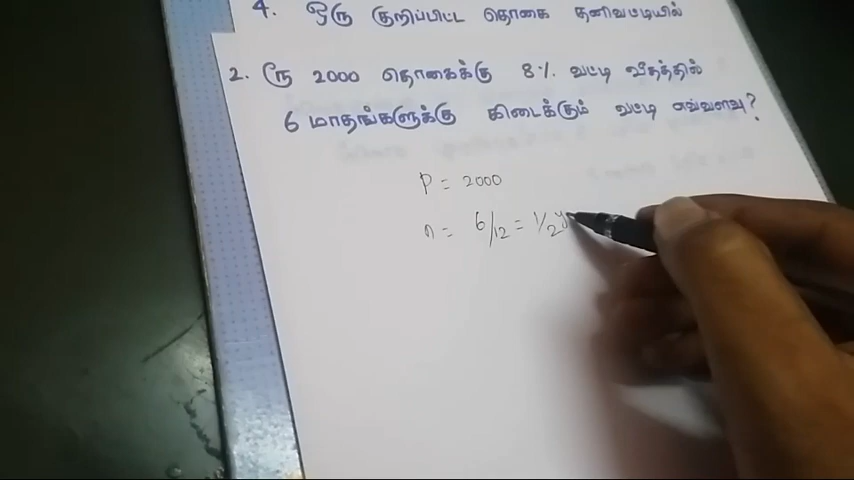 4. ஒரு குறிப்பிட்ட தொகை தனிவட்டியில்
2. ரூ 2000 தொகைக்கு 8% வட்டி வீதத்தில்
6 மாதங்களுக்கு கிடைக்கும் வட்டி எவ்வளவு?
P = 2000
n = 6/12 = 1/2 y